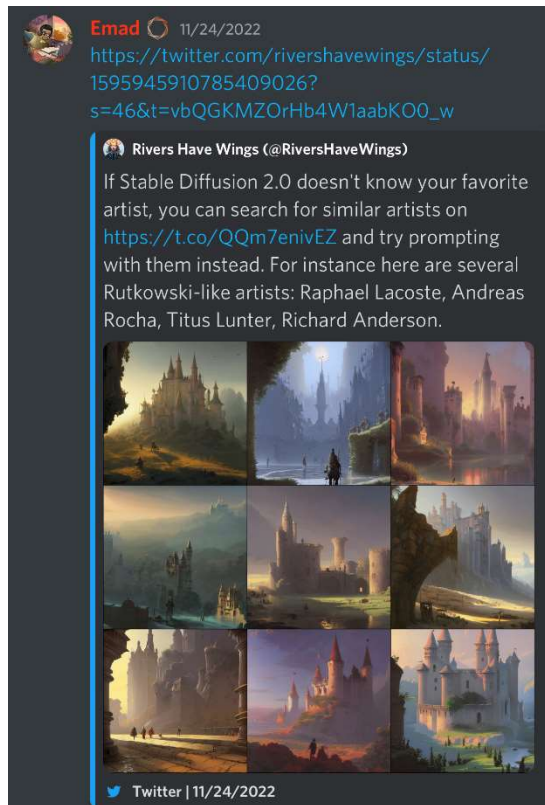 Emad 11/24/2022
https://twitter.com/rivershavewings/status/
1595945910785409026?
s=46&t=vbQGKMZOrHb4W1aabKO0_w
Rivers Have Wings (@RiversHaveWings)
If Stable Diffusion 2.0 doesn't know your favorite
artist, you can search for similar artists on
https://t.co/QQm7enivEZ and try prompting
with them instead. For instance here are several
Rutkowski-like artists: Raphael Lacoste, Andreas
Rocha, Titus Lunter, Richard Anderson.
Twitter | 11/24/2022